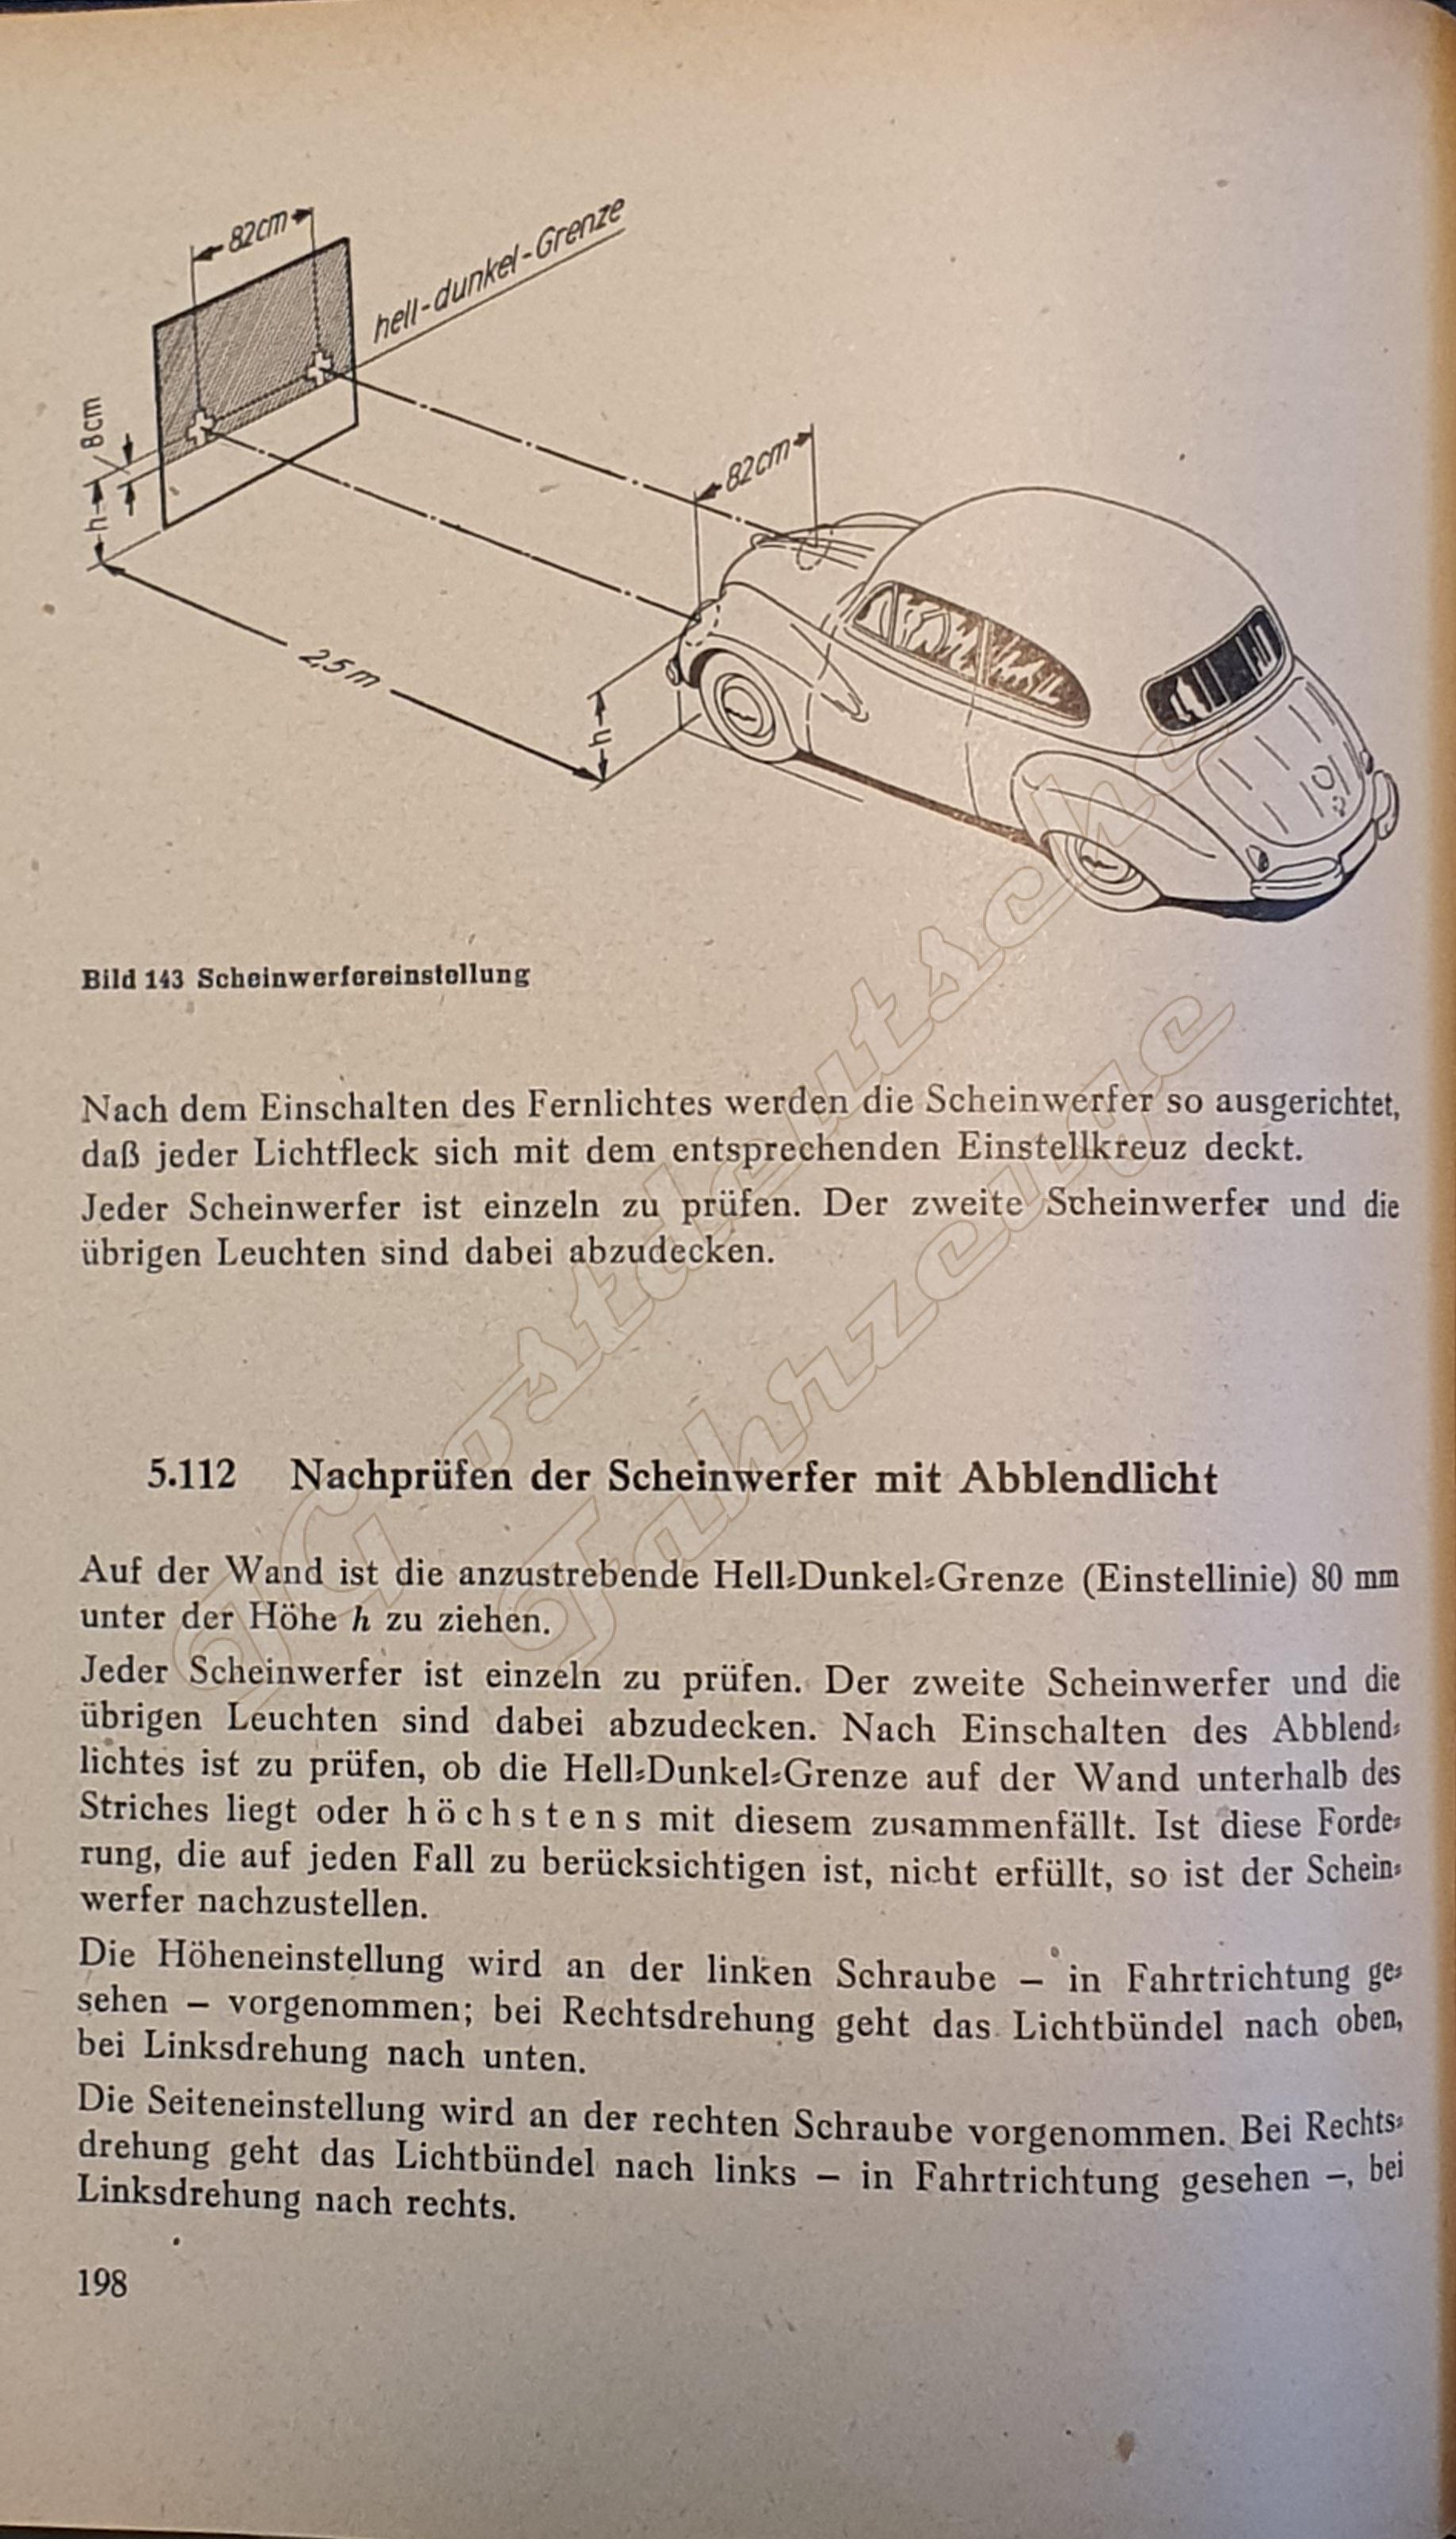 82cm
hell-dunkel-Grenze
8cm
h
82cm
2,5m
h
Bild 143 Scheinwerfereinstellung
Nach dem Einschalten des Fernlichtes werden die Scheinwerfer so ausgerichtet,
daß jeder Lichtfleck sich mit dem entsprechenden Einstellkreuz deckt.
Jeder Scheinwerfer ist einzeln zu prüfen. Der zweite Scheinwerfer und die
übrigen Leuchten sind dabei abzudecken.
5.112 Nachprüfen der Scheinwerfer mit Abblendlicht
Auf der Wand ist die anzustrebende Hell-Dunkel-Grenze (Einstellinie) 80 mm
unter der Höhe h zu ziehen.
Jeder Scheinwerfer ist einzeln zu prüfen. Der zweite Scheinwerfer und die
übrigen Leuchten sind dabei abzudecken. Nach Einschalten des Abblend-
lichtes ist zu prüfen, ob die Hell-Dunkel-Grenze auf der Wand unterhalb des
Striches liegt oder höchstens mit diesem zusammenfällt. Ist diese Forde-
rung, die auf jeden Fall zu berücksichtigen ist, nicht erfüllt, so ist der Schein-
werfer nachzustellen.
Die Höheneinstellung wird an der linken Schraube – in Fahrtrichtung ge-
sehen – vorgenommen; bei Rechtsdrehung geht das Lichtbündel nach oben,
bei Linksdrehung nach unten.
Die Seiteneinstellung wird an der rechten Schraube vorgenommen. Bei Rechts-
drehung geht das Lichtbündel nach links – in Fahrtrichtung gesehen –, bei
Linksdrehung nach rechts.
198
ostdeutsche